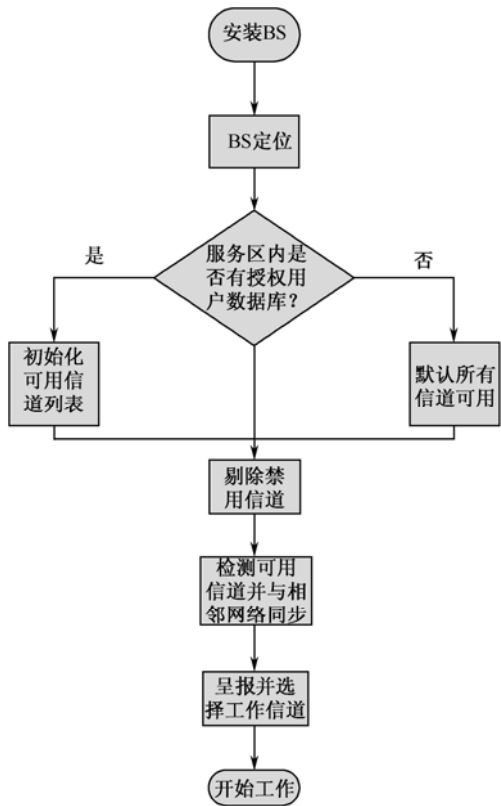 安装BS
BS定位
服务区内是
否有授权用
户数据库？
是
否
初始化
可用信
道列表
默认所有
信道可用
剔除禁
用信道
检测可用
信道并与相
邻网络同步
呈报并选
择工作信道
开始工作